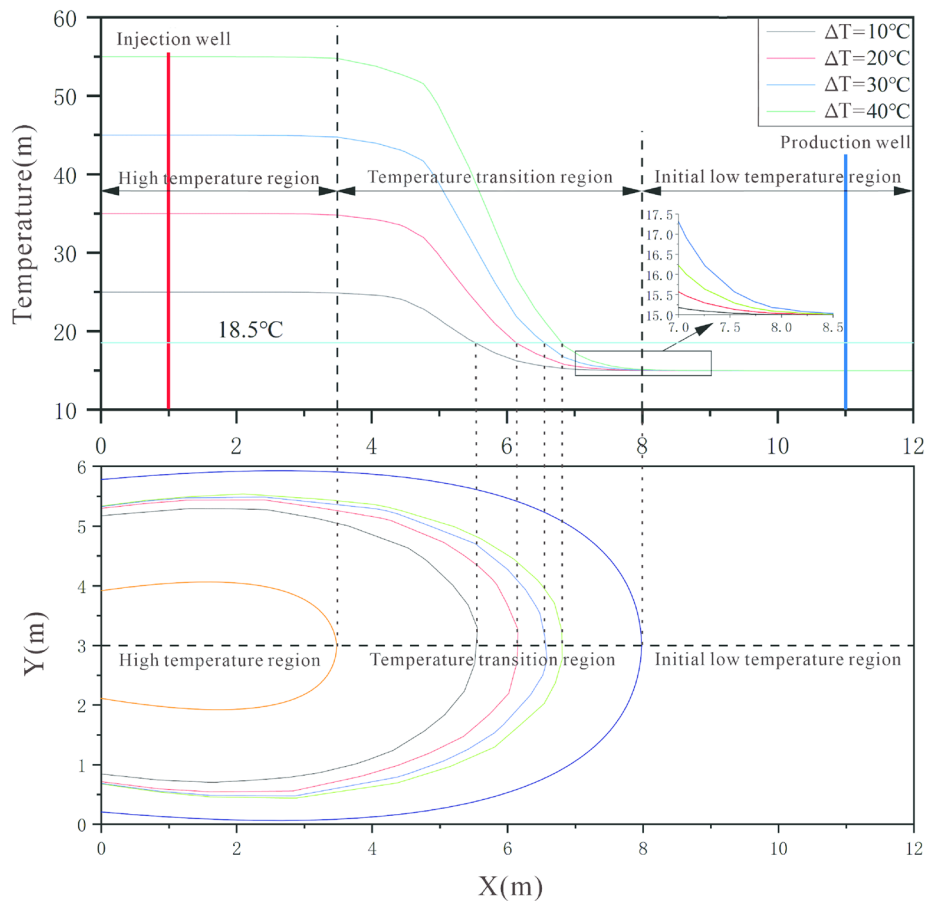 60
50
40
30
20
10
Temperature(m)
Injection well
ΔT=10℃
ΔT=20℃
ΔT=30℃
ΔT=40℃
Production well
High temperature region
Temperature transition region
Initial low temperature region
17.5
17.0
16.5
16.0
15.5
15.0
7.0
7.5
8.0
8.5
18.5℃
0
2
4
6
8
10
12
6
5
4
3
2
1
0
Y(m)
High temperature region
Temperature transition region
Initial low temperature region
0
2
4
6
8
10
12
X(m)